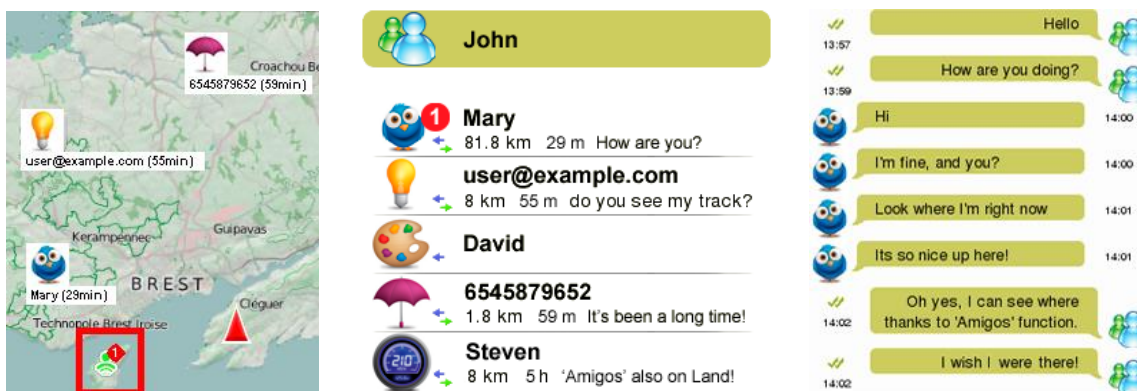 Croachou Be
6545879652 (59min)
user@example.com (55min)
Kerampennec
Guipavas
Mary (29min)
BREST
Cléguer
Technopole Brest Iroise
1
John
1
Mary
81.8 km 29 m How are you?
user@example.com
8 km 55 m do you see my track?
David
6545879652
1.8 km 59 m It's been a long time!
210
Steven
8 km 5 h 'Amigos' also on Land!
Hello
13:57
How are you doing?
13:59
Hi
14:00
I'm fine, and you?
14:00
Look where I'm right now
14:01
Its so nice up here!
14:01
Oh yes, I can see where
thanks to 'Amigos' function.
14:02
I wish I were there!
14:02